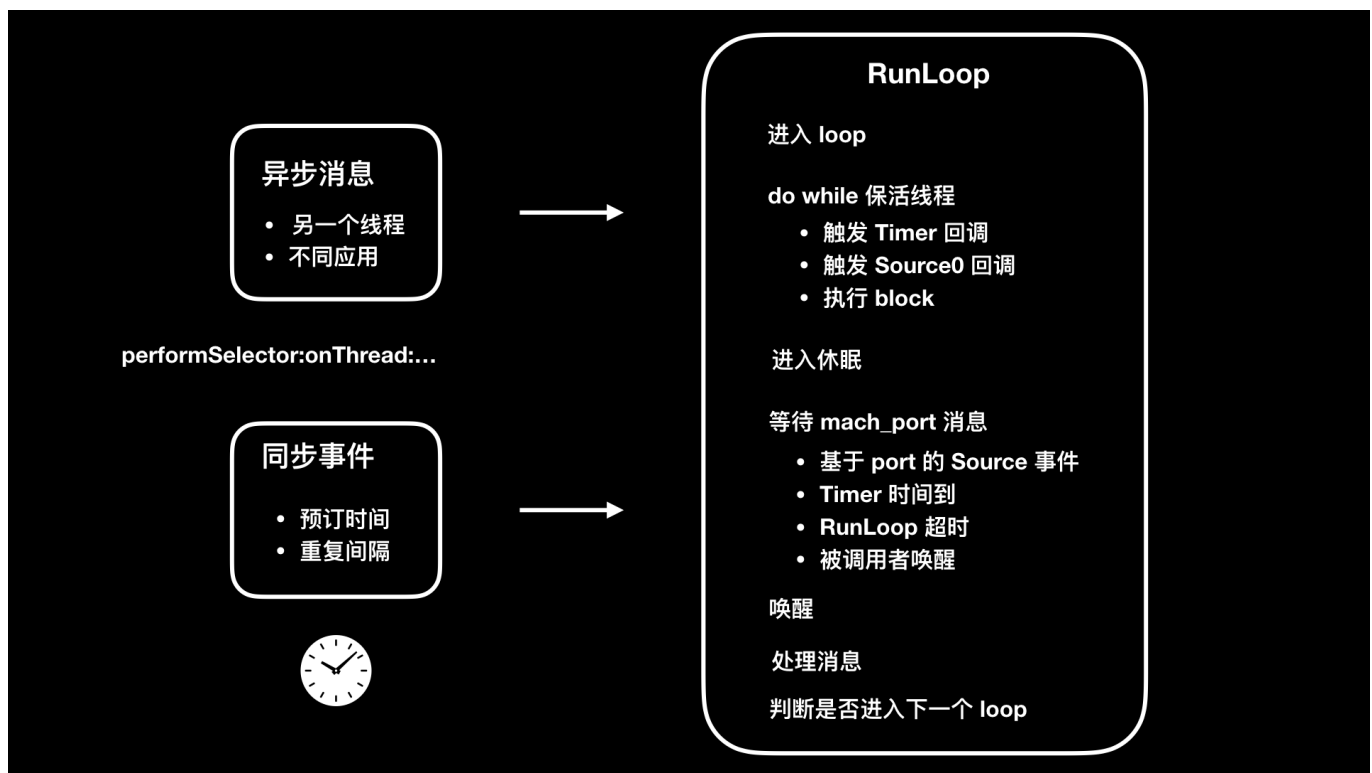 异步消息
• 另一个线程
• 不同应用
performSelector:onThread:...
同步事件
• 预订时间
• 重复间隔
RunLoop
进入 loop
do while 保活线程
• 触发 Timer 回调
• 触发 Source0 回调
• 执行 block
进入休眠
等待 mach_port 消息
• 基于 port 的 Source 事件
• Timer 时间到
• RunLoop 超时
• 被调用者唤醒
唤醒
处理消息
判断是否进入下一个 loop